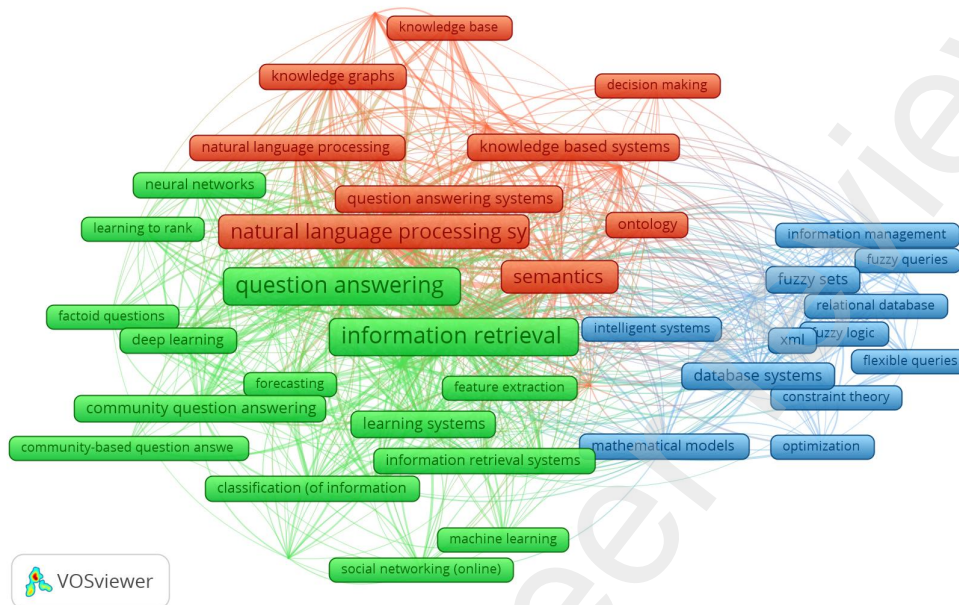 knowledge base
knowledge graphs
decision making
natural language processing
knowledge based systems
neural networks
question answering systems
learning to rank
natural language processing sy
ontology
information management
fuzzy queries
semantics
fuzzy sets
question answering
relational database
factoid questions
information retrieval
intelligent systems
fuzzy logic
xml
deep learning
flexible queries
database systems
forecasting
feature extraction
constraint theory
community question answering
learning systems
community-based question answe
mathematical models
optimization
information retrieval systems
classification (of information
machine learning
social networking (online)
VOSviewer